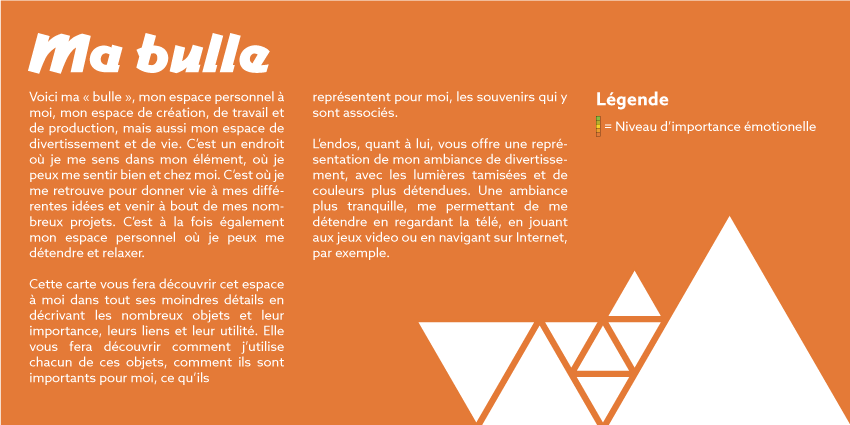 Ma bulle
Voici ma « bulle », mon espace personnel à
moi, mon espace de création, de travail et
de production, mais aussi mon espace de
divertissement et de vie. C’est un endroit
où je me sens dans mon élément, où je
peux me sentir bien et chez moi. C’est où je
me retrouve pour donner vie à mes diffé-
rentes idées et venir à bout de mes nom-
breux projets. C’est à la fois également
mon espace personnel où je peux me
détendre et relaxer.
Cette carte vous fera découvrir cet espace
à moi dans tout ses moindres détails en
décrivant les nombreux objets et leur
importance, leurs liens et leur utilité. Elle
vous fera découvrir comment j’utilise
chacun de ces objets, comment ils sont
importants pour moi, ce qu’ils
représentent pour moi, les souvenirs qui y
sont associés.
L’endos, quant à lui, vous offre une repré-
sentation de mon ambiance de divertisse-
ment, avec les lumières tamisées et de
couleurs plus détendues. Une ambiance
plus tranquille, me permettant de me
détendre en regardant la télé, en jouant
aux jeux video ou en navigant sur Internet,
par exemple.
Légende
= Niveau d’importance émotionelle